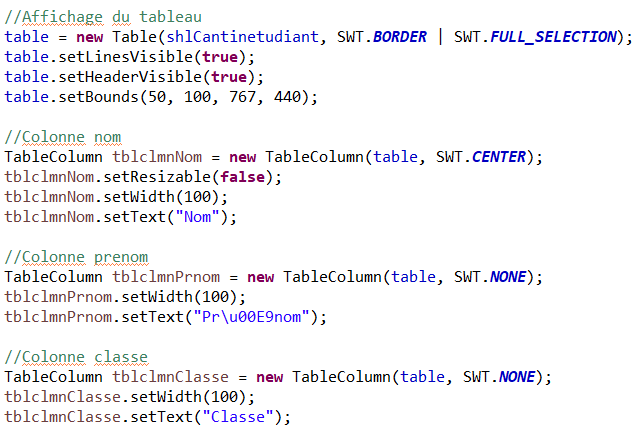 //Affichage du tableau
table = new Table(shlCantinetudiant, SWT.BORDER | SWT.FULL_SELECTION);
table.setLinesVisible(true);
table.setHeaderVisible(true);
table.setBounds(50, 100, 767, 440);
//Colonne nom
TableColumn tblclmnNom = new TableColumn(table, SWT.CENTER);
tblclmnNom.setResizable(false);
tblclmnNom.setWidth(100);
tblclmnNom.setText("Nom");
//Colonne prenom
TableColumn tblclmnPrnom = new TableColumn(table, SWT.NONE);
tblclmnPrnom.setWidth(100);
tblclmnPrnom.setText("Pr\u00E9nom");
//Colonne classe
TableColumn tblclmnClasse = new TableColumn(table, SWT.NONE);
tblclmnClasse.setWidth(100);
tblclmnClasse.setText("Classe");